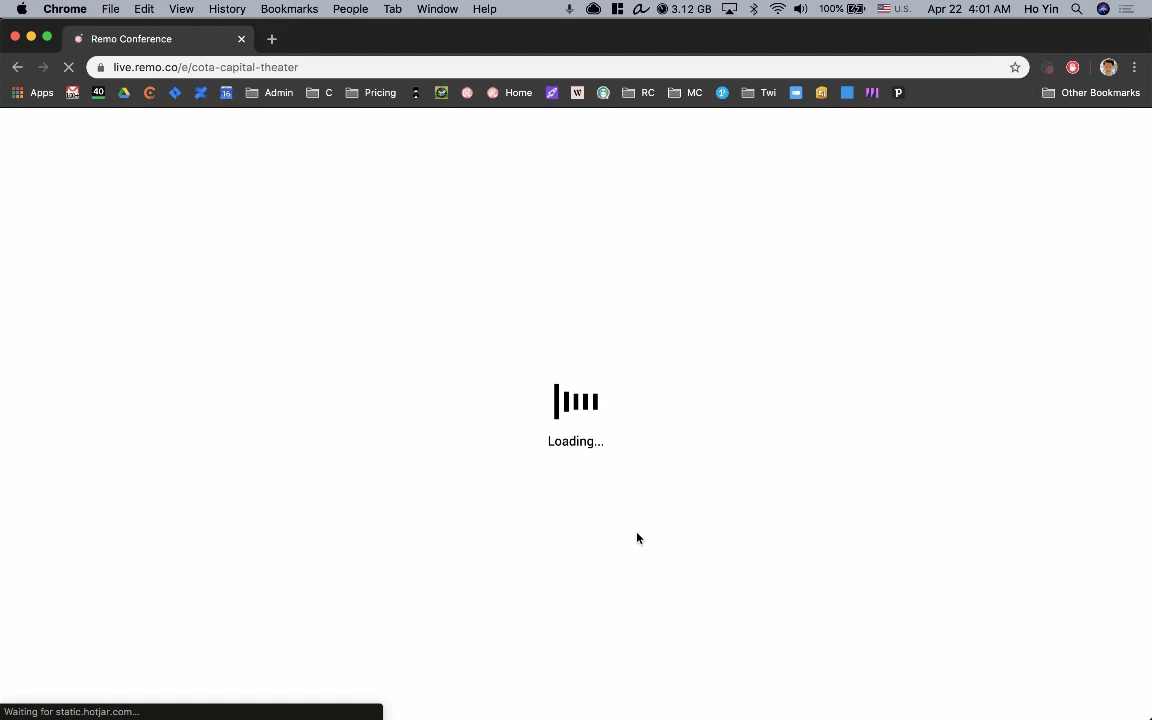 Chrome File Edit View History Bookmarks People Tab Window Help 3.12 GB 100% U.S. Apr 22 4:01 AM Ho Yin
Remo Conference
live.remo.co/e/cota-capital-theater
Apps 100+ 40 16 Admin C Pricing Home W RC MC Twi P Other Bookmarks
Loading...
Waiting for static.hotjar.com...